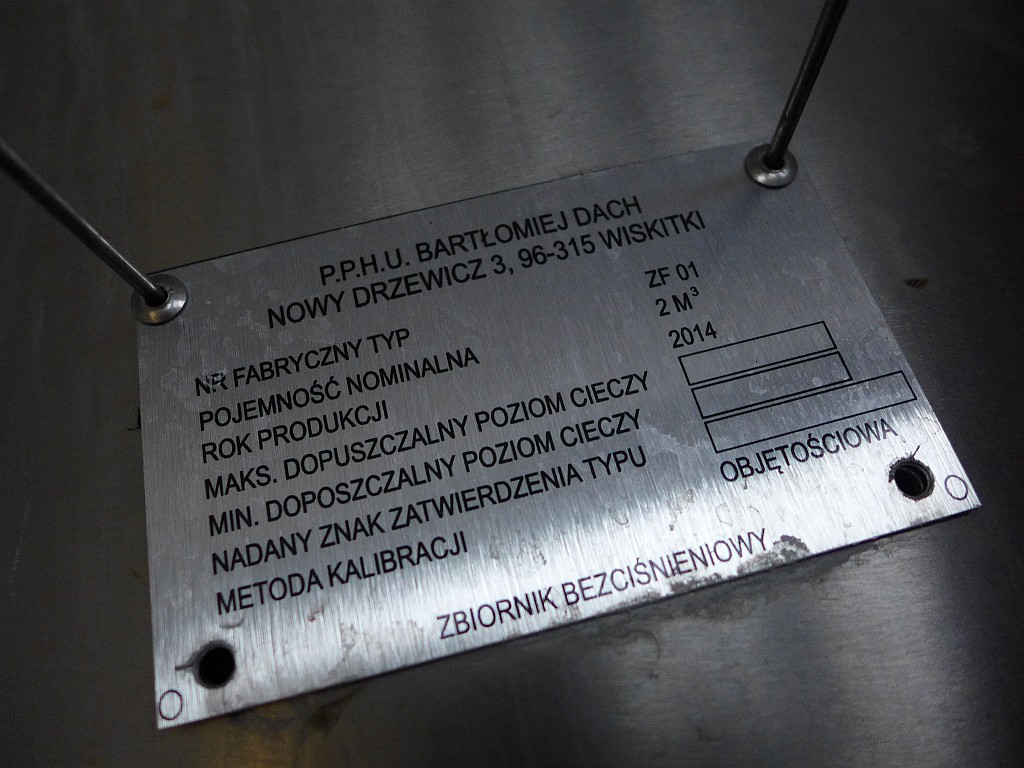 P.P.H.U. BARTŁOMIEJ DACH
NOWY DRZEWICZ 3, 96-315 WISKITKI
NR FABRYCZNY TYP ZF 01
POJEMNOŚĆ NOMINALNA 2 M³
ROK PRODUKCJI 2014
MAKS. DOPUSZCZALNY POZIOM CIECZY
MIN. DOPOSZCZALNY POZIOM CIECZY
NADANY ZNAK ZATWIERDZENIA TYPU
METODA KALIBRACJI OBJĘTOŚCIOWA
ZBIORNIK BEZCIŚNIENIOWY